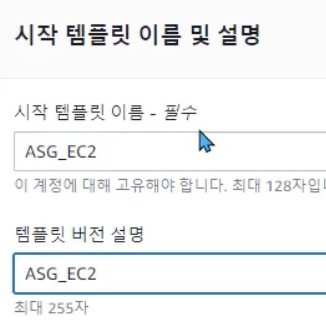 시작 템플릿 이름 및 설명
시작 템플릿 이름 - 필수
ASG_EC2
이 계정에 대해 고유해야 합니다. 최대 128자입
템플릿 버전 설명
ASG_EC2
최대 255자